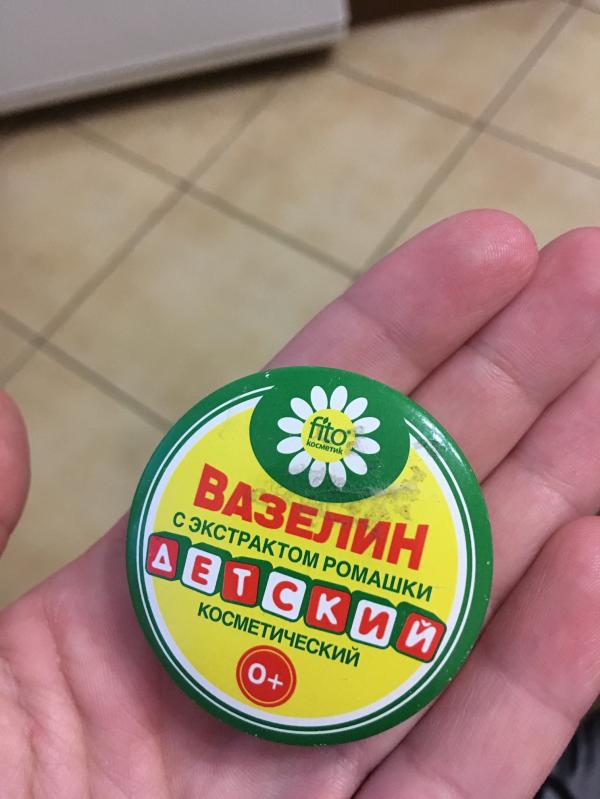 fito®
косметик
ВАЗЕЛИН
С ЭКСТРАКТОМ РОМАШКИ
ДЕТСКИЙ
КОСМЕТИЧЕСКИЙ
0+